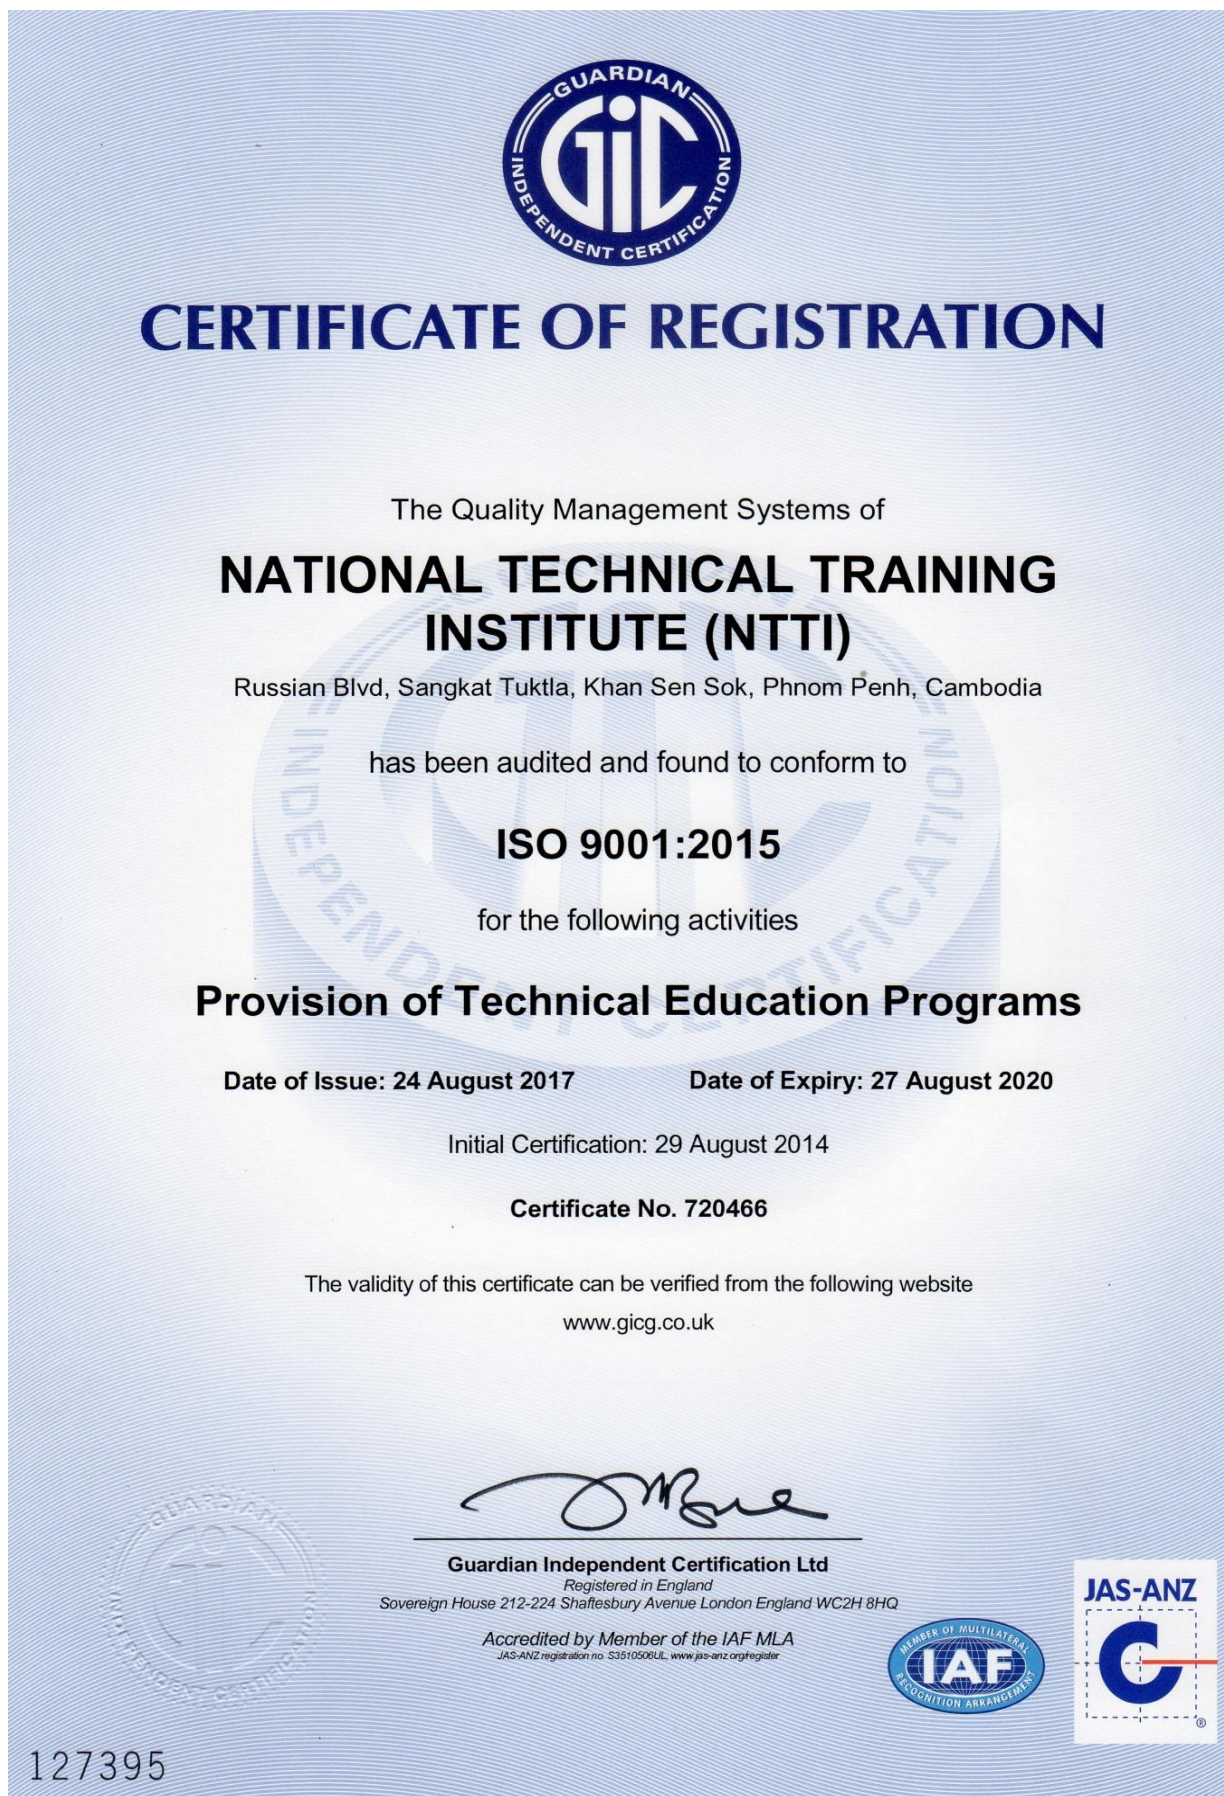 GUARDIAN
GiC
INDEPENDENT CERTIFICATION
CERTIFICATE OF REGISTRATION
The Quality Management Systems of
NATIONAL TECHNICAL TRAINING
INSTITUTE (NTTI)
Russian Blvd, Sangkat Tuktla, Khan Sen Sok, Phnom Penh, Cambodia
has been audited and found to conform to
ISO 9001:2015
for the following activities
Provision of Technical Education Programs
Date of Issue: 24 August 2017 Date of Expiry: 27 August 2020
Initial Certification: 29 August 2014
Certificate No. 720466
The validity of this certificate can be verified from the following website
www.gicg.co.uk
Guardian Independent Certification Ltd
Registered in England
Sovereign House 212-224 Shaftesbury Avenue London England WC2H 8HQ
Accredited by Member of the IAF MLA
JAS-ANZ registration no. S3510506UL, www.jas-anz.org/register
MEMBER OF MULTILATERAL
IAF
RECOGNITION ARRANGEMENT
JAS-ANZ
®
GUARDIAN
INDEPENDENT CERTIFICATION
127395